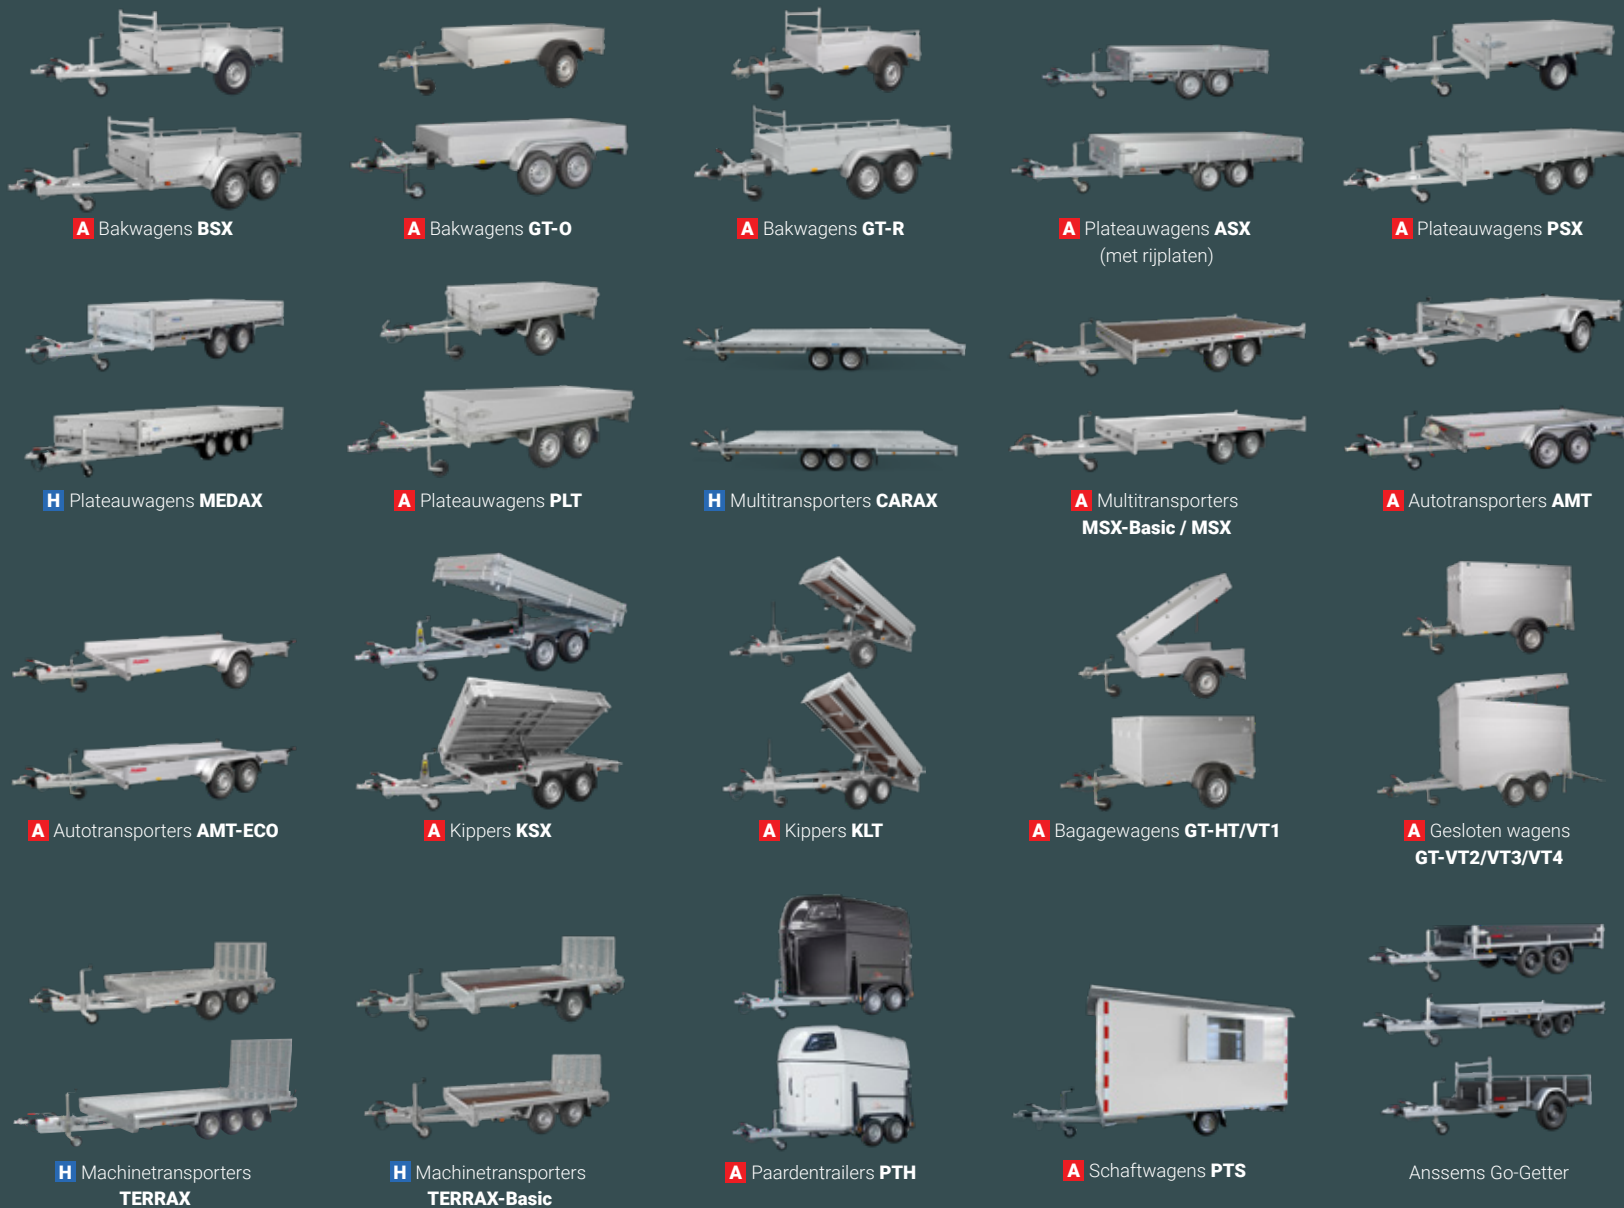 A Bakwagens BSX
A Bakwagens GT-O
A Bakwagens GT-R
A Plateauwagens ASX
(met rijplaten)
A Plateauwagens PSX
H Plateauwagens MEDAX
A Plateauwagens PLT
H Multitransporters CARAX
A Multitransporters
MSX-Basic / MSX
A Autotransporters AMT
A Autotransporters AMT-ECO
A Kippers KSX
A Kippers KLT
A Bagagewagens GT-HT/VT1
A Gesloten wagens
GT-VT2/VT3/VT4
H Machinetransporters
TERRAX
H Machinetransporters
TERRAX-Basic
A Paardentrailers PTH
A Schaftwagens PTS
Anssems Go-Getter